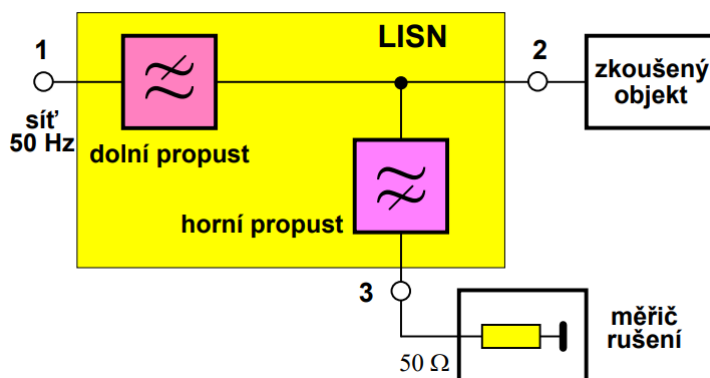 LISN
1
2
síť
50 Hz
dolní propust
zkoušený
objekt
horní propust
3
50 Ω
měřič
rušení